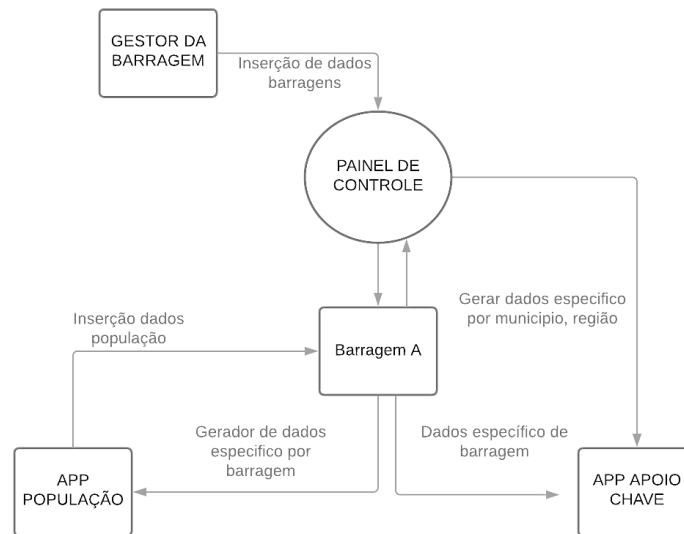 GESTOR DA
BARRAGEM
Inserção de dados
barragens
PAINEL DE
CONTROLE
Gerar dados especifico
por municipio, região
Inserção dados
população
Barragem A
Gerador de dados
especifico por
barragem
Dados específico de
barragem
APP
POPULAÇÃO
APP APOIO
CHAVE